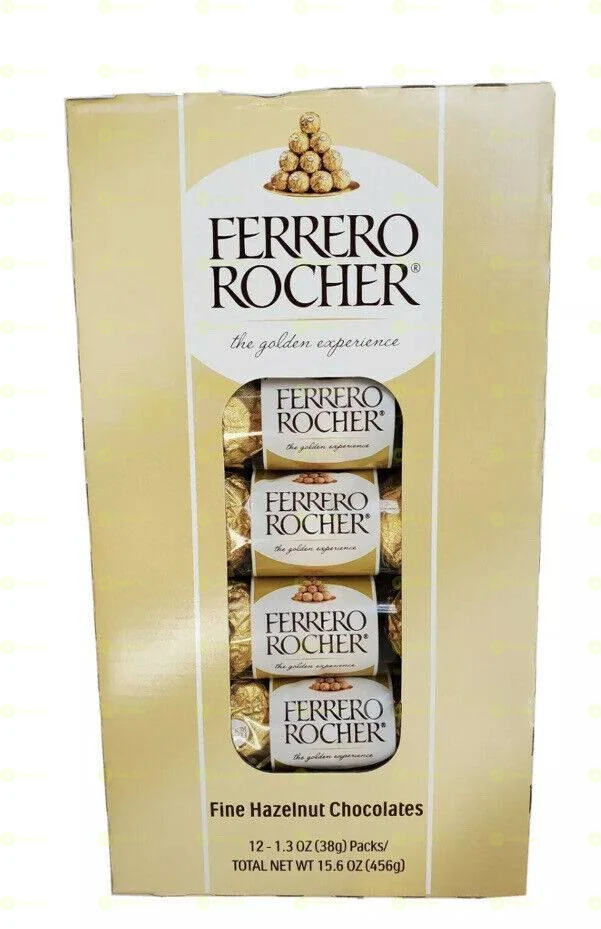 FERRERO
ROCHER®
the golden experience
FERRERO
ROCHER®
the golden experience
FERRERO
ROCHER®
the golden experience
FERRERO
ROCHER®
the golden experience
FERRERO
ROCHER®
the golden experience
Fine Hazelnut Chocolates
12 - 1.3 OZ (38g) Packs/
TOTAL NET WT 15.6 OZ (456g)